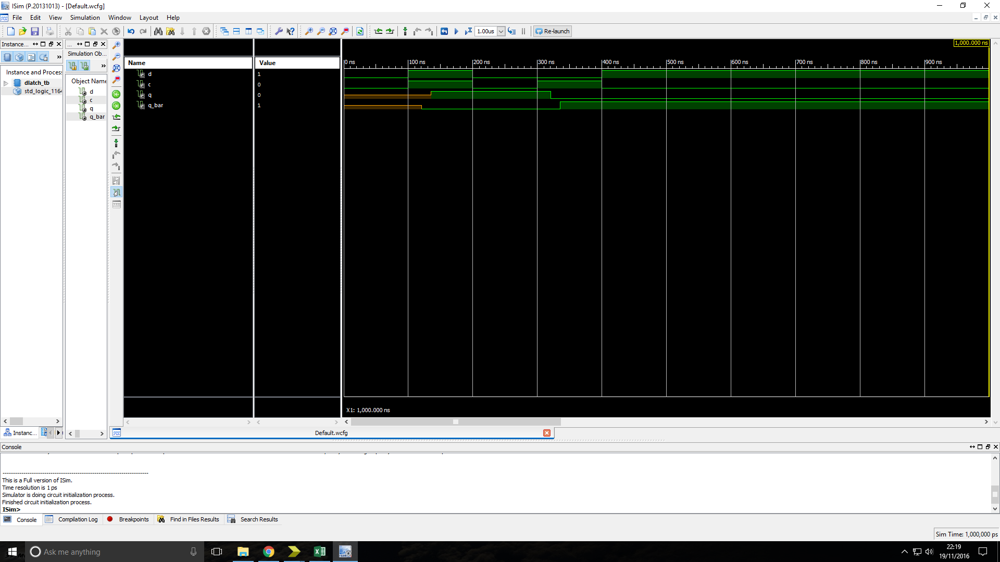 ISim (P.20131013) - [Default.wcfg]
File Edit View Simulation Window Layout Help
1.00us Re-launch
Instance...
Simulation Ob...
Instance and Proces
dlatch_tb
std_logic_1164
Object Name
d
c
q
q_bar
Name Value
d 1
c 0
q 0
q_bar 1
1,000.000 ns
0 ns 100 ns 200 ns 300 ns 400 ns 500 ns 600 ns 700 ns 800 ns 900 ns
X1: 1,000.000 ns
Instanc...
Default.wcfg
Console
This is a Full version of ISim.
Time resolution is 1 ps
Simulator is doing circuit initialization process.
Finished circuit initialization process.
ISim>
Console Compilation Log Breakpoints Find in Files Results Search Results
Sim Time: 1,000,000 ps
Ask me anything
22:19
19/11/2016